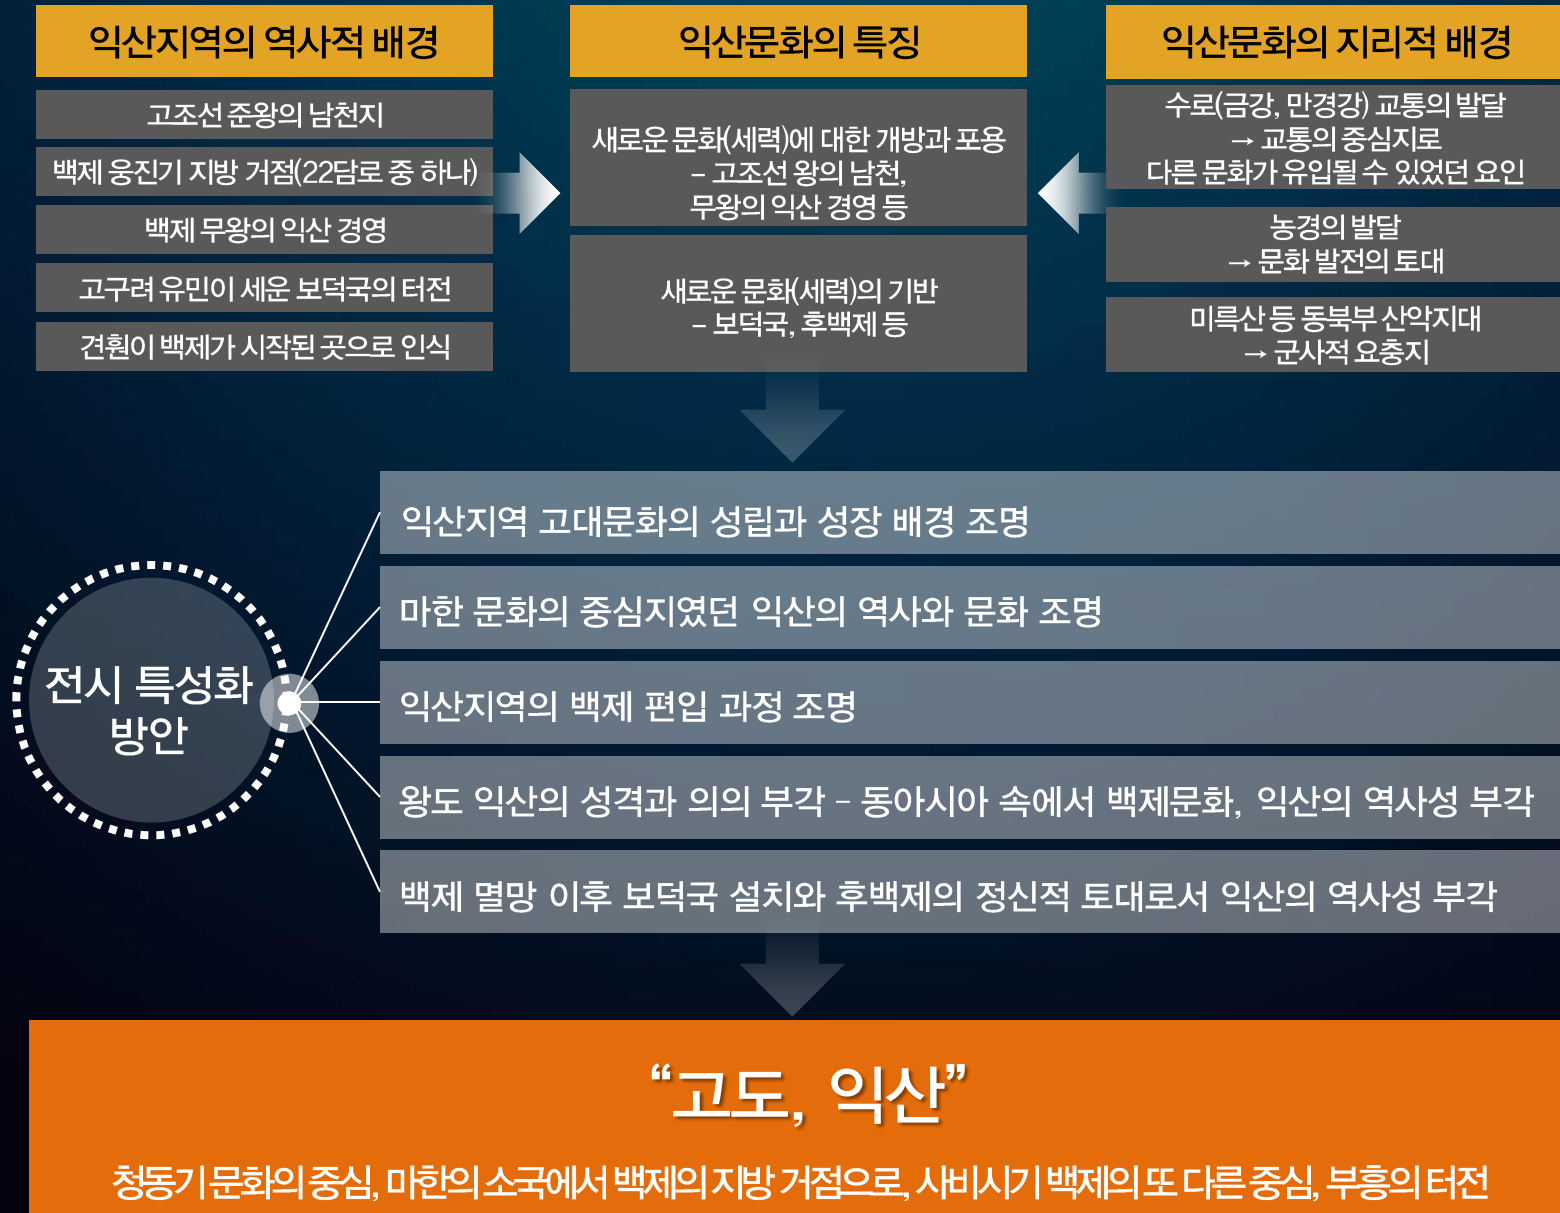 익산지역의 역사적 배경
고조선 준왕의 남천지
백제 웅진기 지방 거점(22담로 중 하나)
백제 무왕의 익산 경영
고구려 유민이 세운 보덕국의 터전
견훤이 백제가 시작된 곳으로 인식
익산문화의 특징
새로운 문화(세력)에 대한 개방과 포용
– 고조선 왕의 남천,
무왕의 익산 경영 등
새로운 문화(세력)의 기반
– 보덕국, 후백제 등
익산문화의 지리적 배경
수로(금강, 만경강) 교통의 발달
→ 교통의 중심지로
다른 문화가 유입될 수 있었던 요인
농경의 발달
→ 문화 발전의 토대
미륵산 등 동북부 산악지대
→ 군사적 요충지
전시 특성화
방안
익산지역 고대문화의 성립과 성장 배경 조명
마한 문화의 중심지였던 익산의 역사와 문화 조명
익산지역의 백제 편입 과정 조명
왕도 익산의 성격과 의의 부각 – 동아시아 속에서 백제문화, 익산의 역사성 부각
백제 멸망 이후 보덕국 설치와 후백제의 정신적 토대로서 익산의 역사성 부각
“고도, 익산”
청동기 문화의 중심, 마한의 소국에서 백제의 지방 거점으로, 사비시기 백제의 또 다른 중심, 부흥의 터전